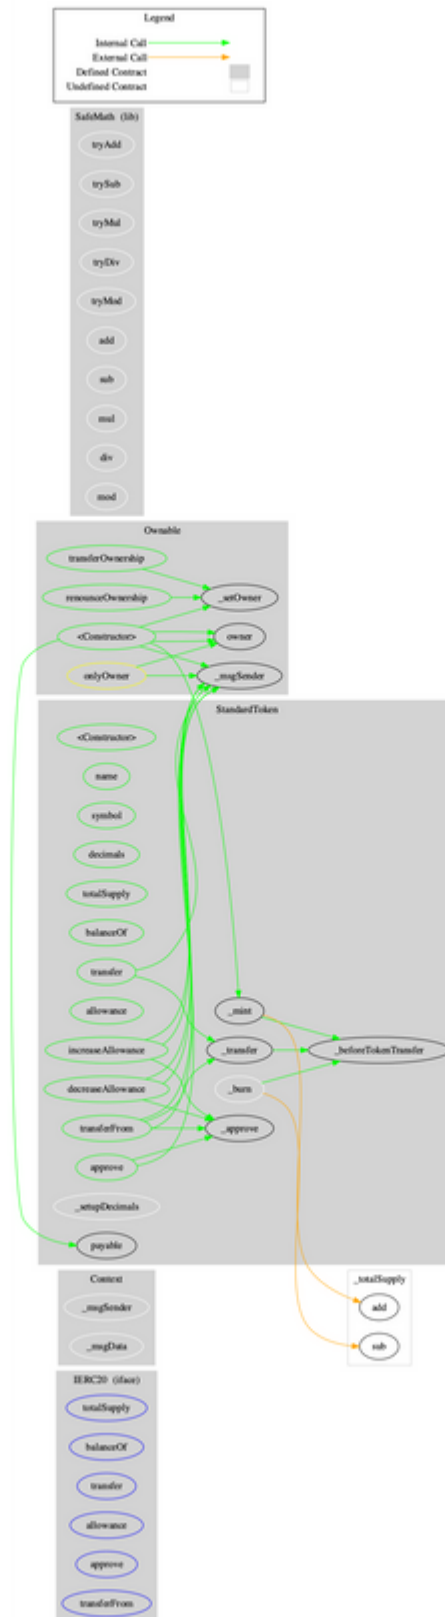 Legend
Internal Call
External Call
Defined Contract
Undefined Contract
SafeMath (lib)
tryAdd
trySub
tryMul
tryDiv
tryMod
add
sub
mul
div
mod
Ownable
transferOwnership
renounceOwnership
_setOwner
<Constructor>
owner
onlyOwner
_msgSender
StandardToken
<Constructor>
name
symbol
decimals
totalSupply
balanceOf
transfer
allowance
_mint
increaseAllowance
_transfer
_beforeTokenTransfer
decreaseAllowance
_burn
transferFrom
_approve
approve
_setupDecimals
payable
Context
_totalSupply
_msgSender
add
_msgData
sub
IERC20 (iface)
totalSupply
balanceOf
transfer
allowance
approve
transferFrom